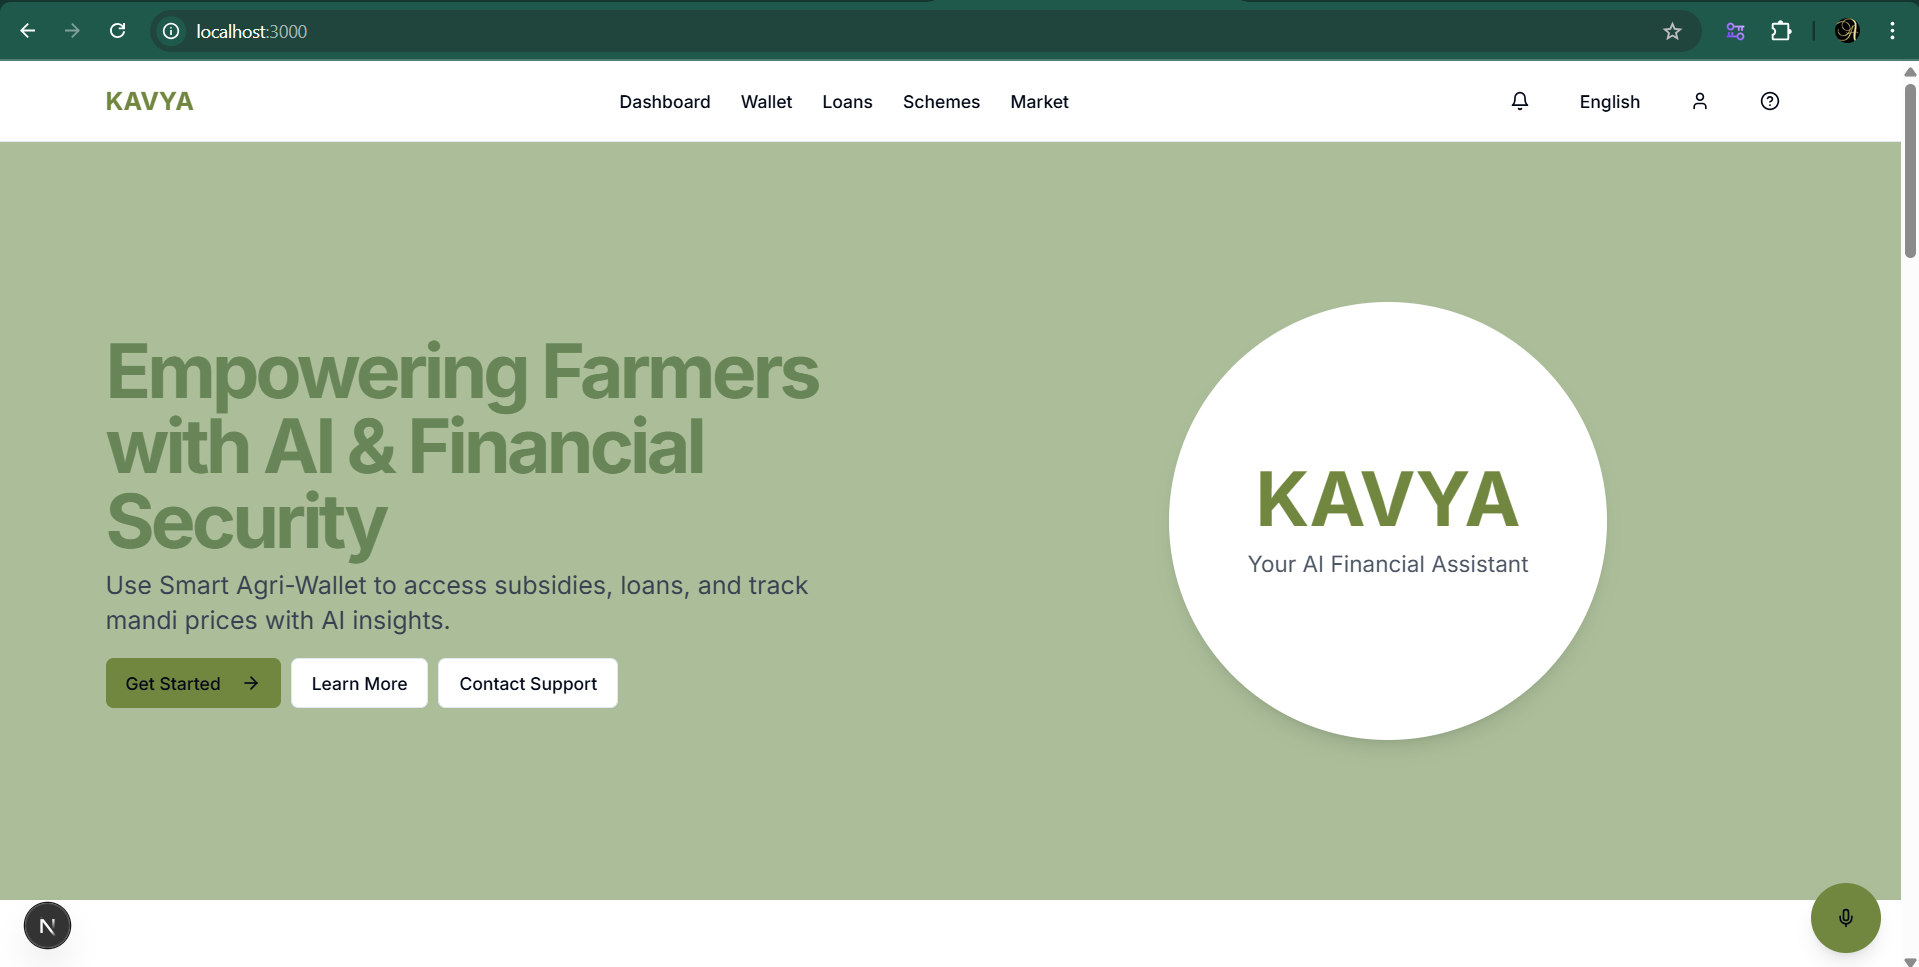 localhost:3000
KAVYA
Dashboard Wallet Loans Schemes Market
English
Empowering Farmers
with AI & Financial
Security
Use Smart Agri-Wallet to access subsidies, loans, and track
mandi prices with AI insights.
Get Started
Learn More
Contact Support
KAVYA
Your AI Financial Assistant
N